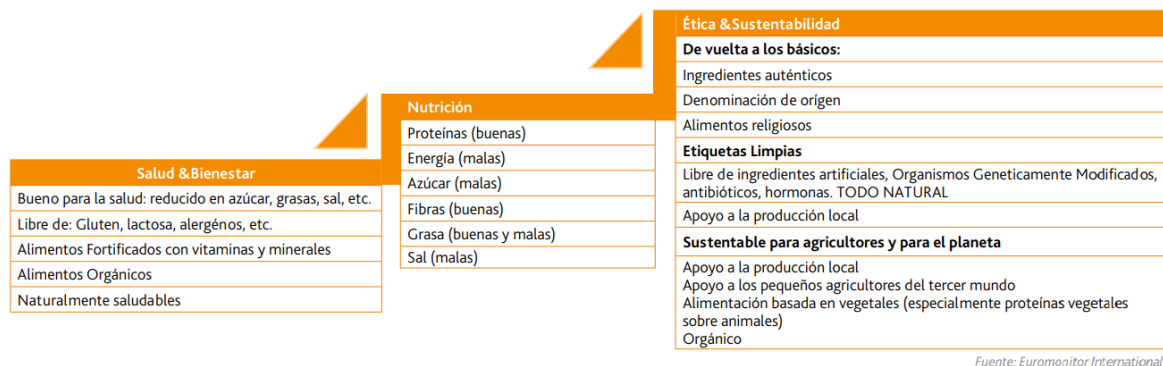 Salud &Bienestar
Bueno para la salud: reducido en azúcar, grasas, sal, etc.
Libre de: Gluten, lactosa, alergénos, etc.
Alimentos Fortificados con vitaminas y minerales
Alimentos Orgánicos
Naturalmente saludables
Nutrición
Proteínas (buenas)
Energía (malas)
Azúcar (malas)
Fibras (buenas)
Grasa (buenas y malas)
Sal (malas)
Ética &Sustentabilidad
De vuelta a los básicos:
Ingredientes auténticos
Denominación de orígen
Alimentos religiosos
Etiquetas Limpias
Libre de ingredientes artificiales, Organismos Geneticamente Modificados,
antibióticos, hormonas. TODO NATURAL
Apoyo a la producción local
Sustentable para agricultores y para el planeta
Apoyo a la producción local
Apoyo a los pequeños agricultores del tercer mundo
Alimentación basada en vegetales (especialmente proteínas vegetales
sobre animales)
Orgánico
Fuente: Euromonitor International